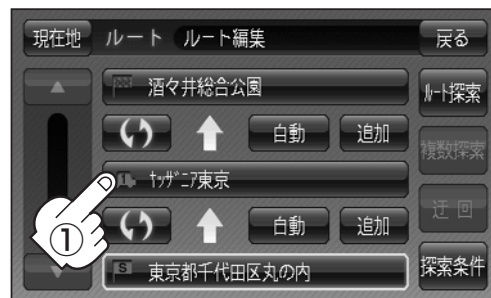 現在地 ルート ルート編集 戻る
酒々井総合公園
ルート探索
自動 追加
複数探索
1
ｷｯｻﾞﾆｱ東京
迂回
①
自動 追加
S 東京都千代田区丸の内
探索条件